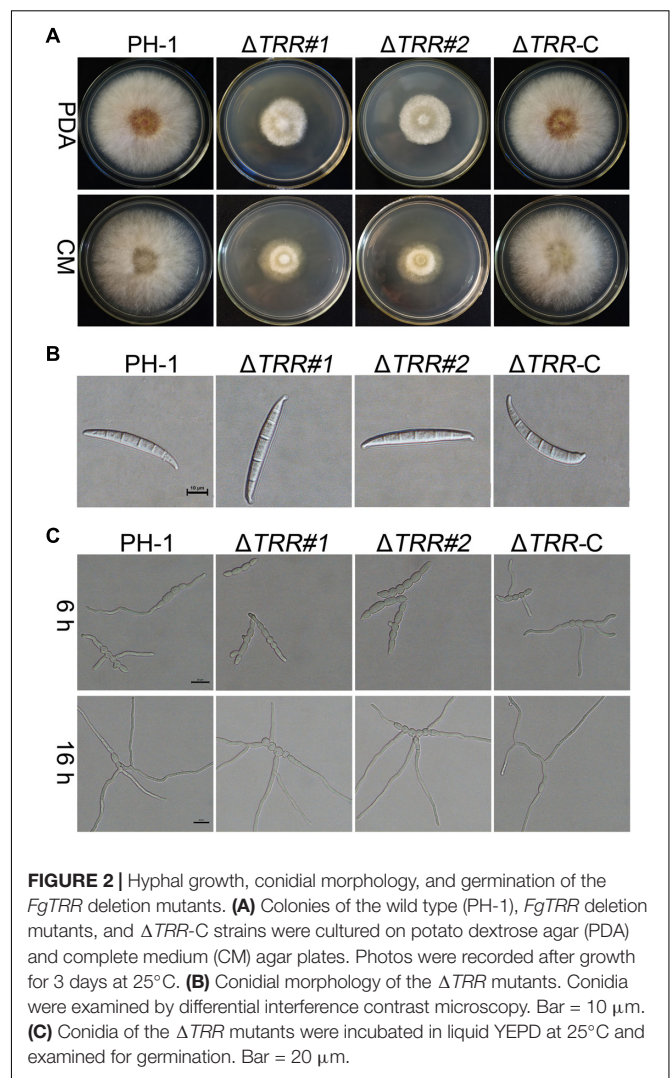 A
PH-1 ΔTRR#1 ΔTRR#2 ΔTRR-C
PDA
CM
B
PH-1 ΔTRR#1 ΔTRR#2 ΔTRR-C
10 μm
C
PH-1 ΔTRR#1 ΔTRR#2 ΔTRR-C
6 h
16 h
FIGURE 2 | Hyphal growth, conidial morphology, and germination of the
FgTRR deletion mutants. (A) Colonies of the wild type (PH-1), FgTRR deletion
mutants, and ΔTRR-C strains were cultured on potato dextrose agar (PDA)
and complete medium (CM) agar plates. Photos were recorded after growth
for 3 days at 25°C. (B) Conidial morphology of the ΔTRR mutants. Conidia
were examined by differential interference contrast microscopy. Bar = 10 μm.
(C) Conidia of the ΔTRR mutants were incubated in liquid YEPD at 25°C and
examined for germination. Bar = 20 μm.